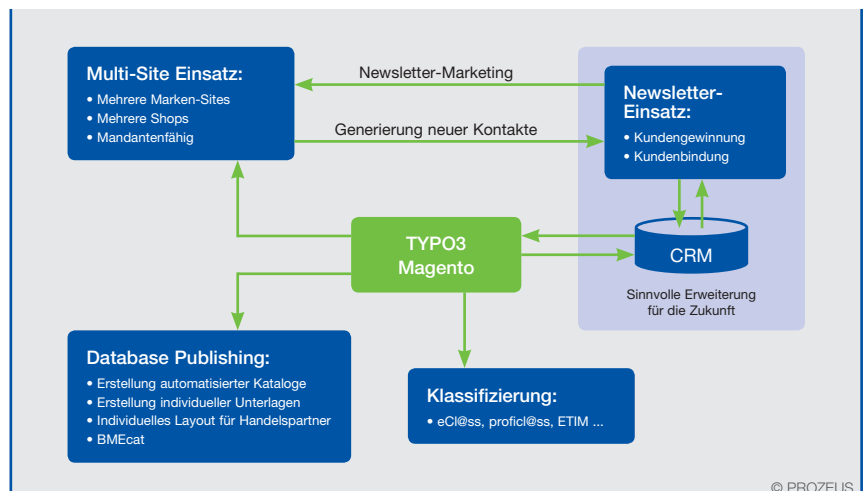 Multi-Site Einsatz:
• Mehrere Marken-Sites
• Mehrere Shops
• Mandantenfähig
Newsletter-Marketing
Generierung neuer Kontakte
Newsletter-
Einsatz:
• Kundengewinnung
• Kundenbindung
TYPO3
Magento
CRM
Sinnvolle Erweiterung
für die Zukunft
Database Publishing:
• Erstellung automatisierter Kataloge
• Erstellung individueller Unterlagen
• Individuelles Layout für Handelspartner
• BMEcat
Klassifizierung:
• eCl@ss, proficl@ss, ETIM ...
© PROZEUS